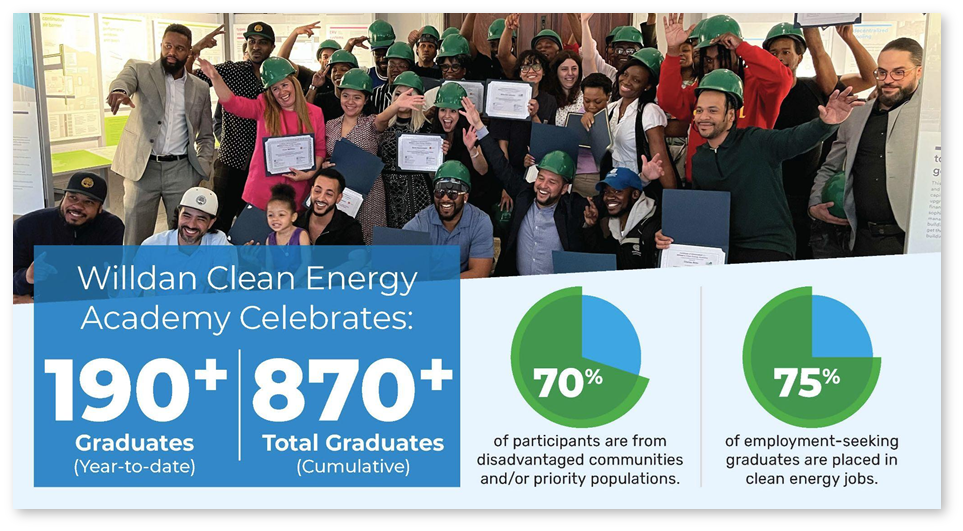 Willdan Clean Energy
Academy Celebrates:
190+
Graduates
(Year-to-date)
870+
Total Graduates
(Cumulative)
70%
of participants are from
disadvantaged communities
and/or priority populations.
75%
of employment-seeking
graduates are placed in
clean energy jobs.